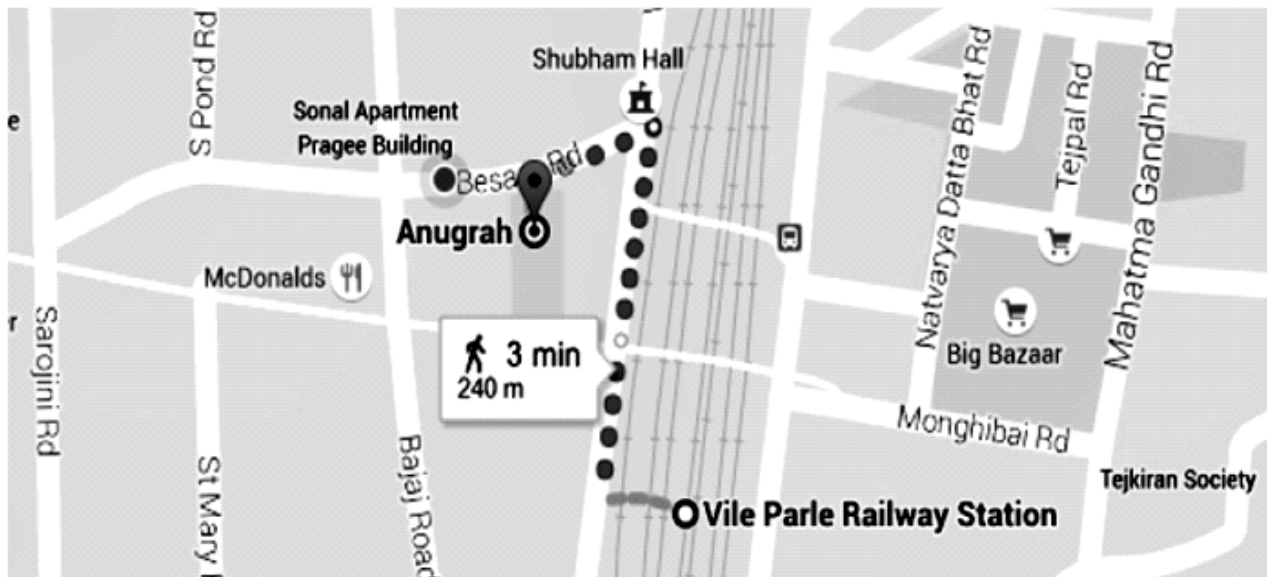 Shubham Hall
S Pond Rd
Sonal Apartment
Pragee Building
Natvarya Datta Bhat Rd
Tejpal Rd
Mahatma Gandhi Rd
e
Rd
Anugrah
McDonalds
r
Sarojini Rd
3 min
240 m
Big Bazaar
Monghibai Rd
Bajaj Road
St Mary
Tejkiran Society
Vile Parle Railway Station